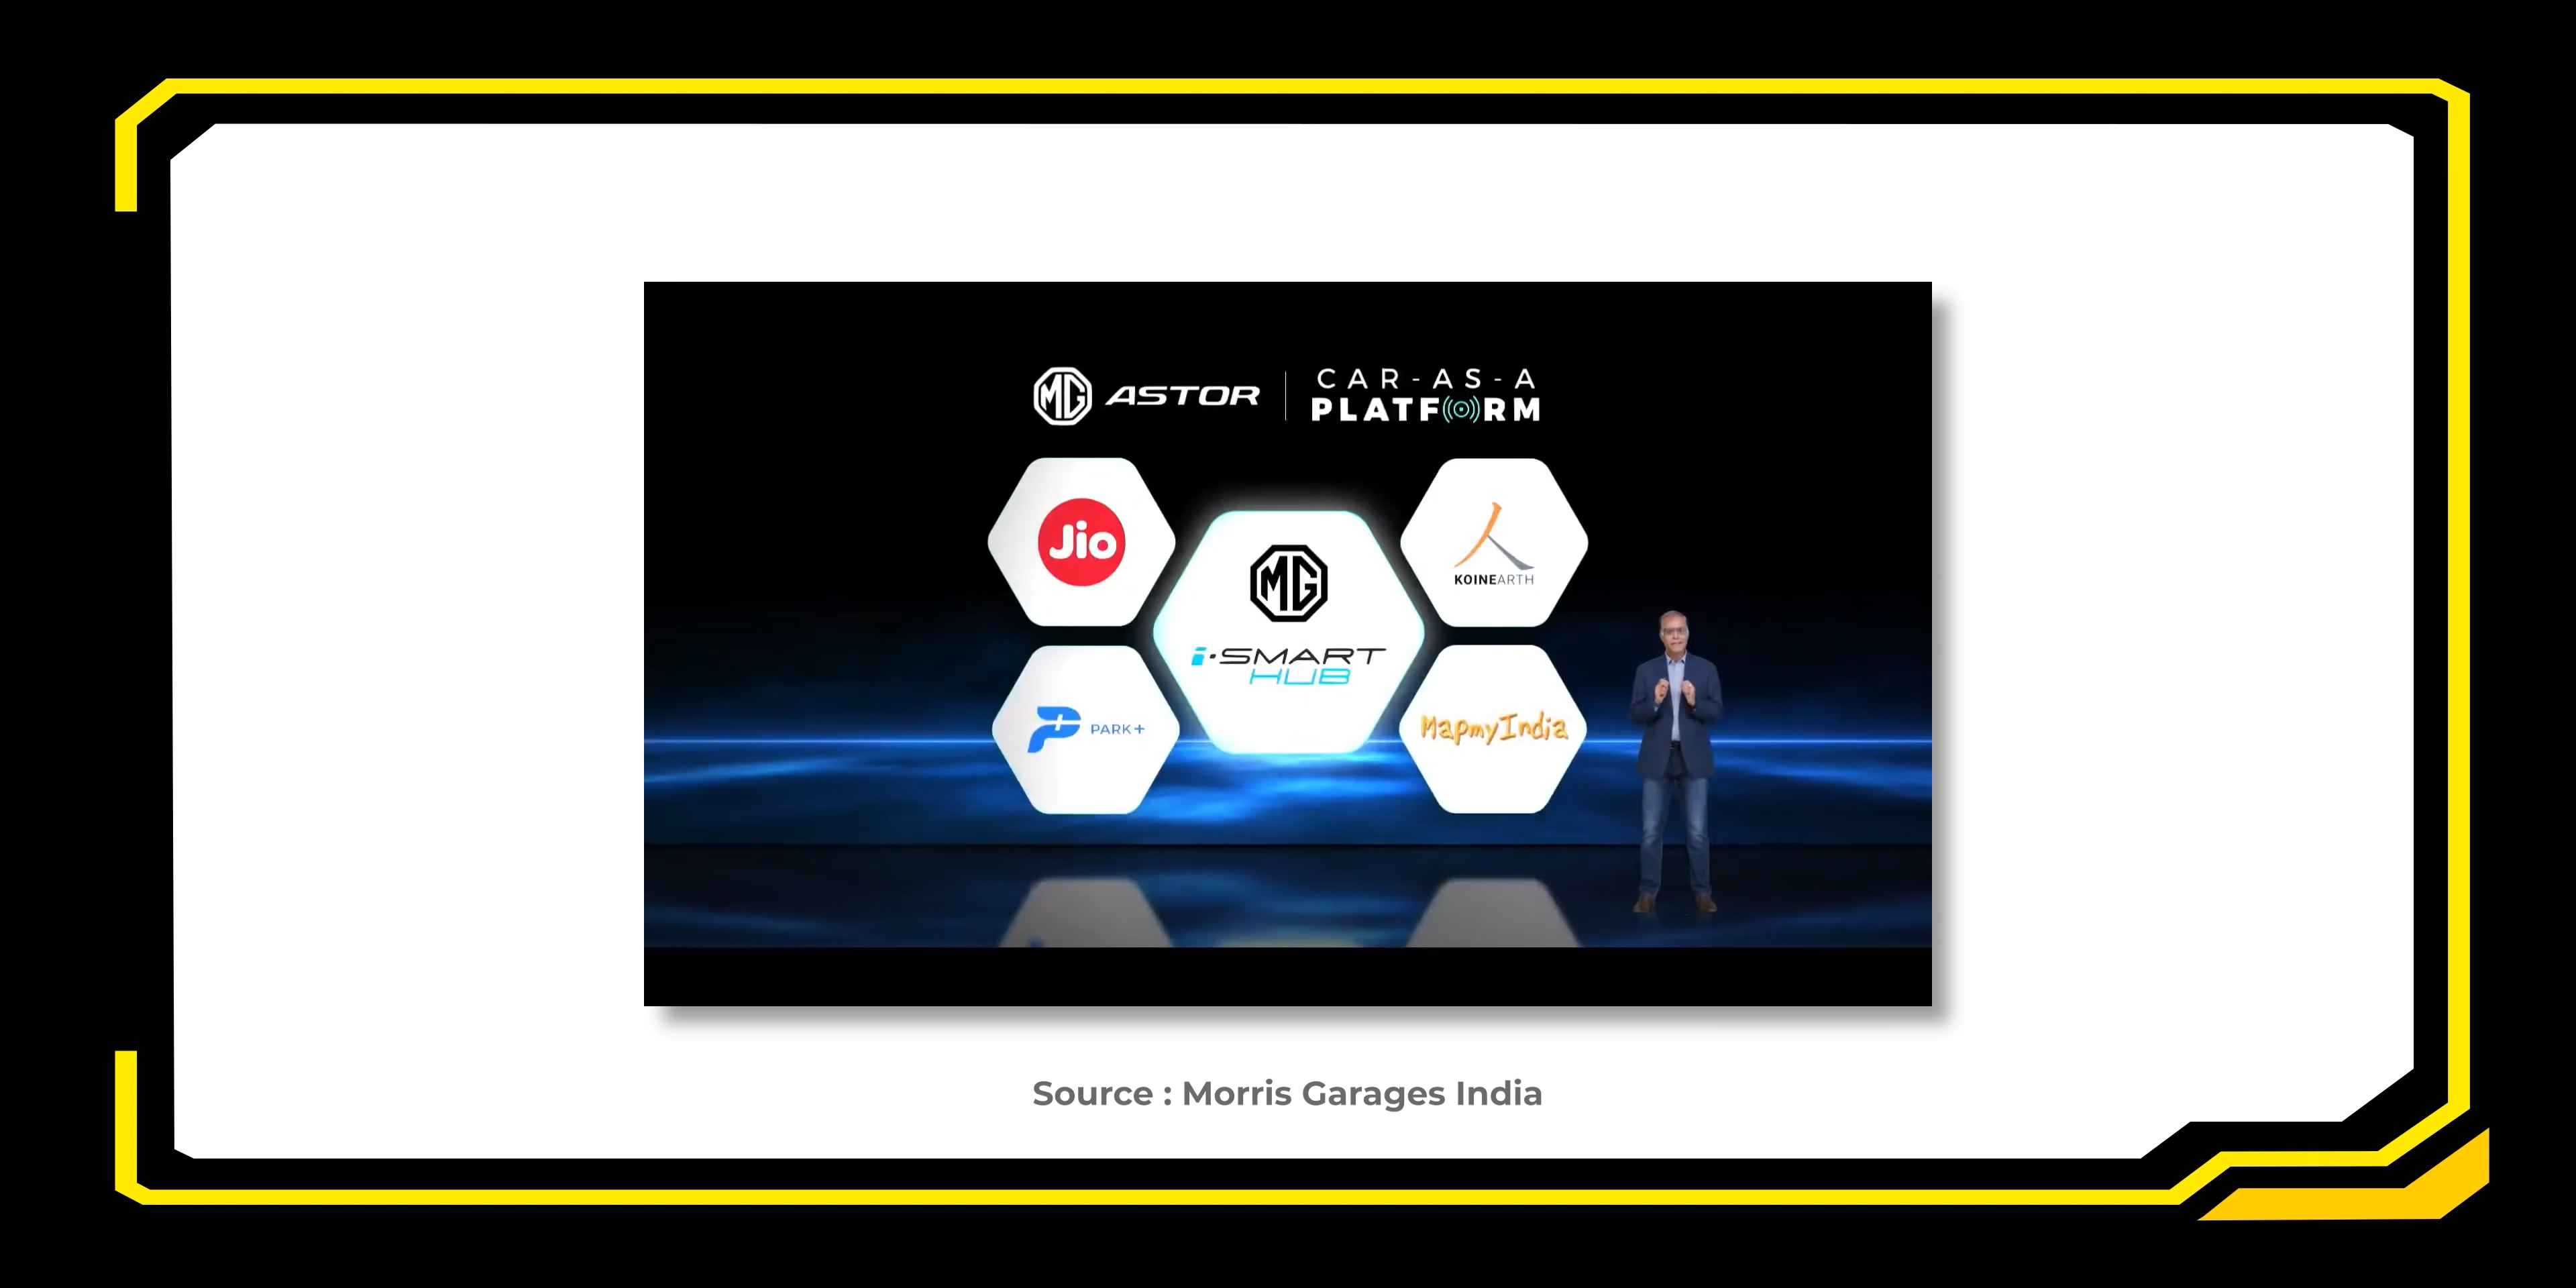 MG ASTOR
CAR-AS-A
PLATFORM
Jio
KOINEARTH
MG
i-SMART
HUB
PARK+
MapmyIndia
Source : Morris Garages India